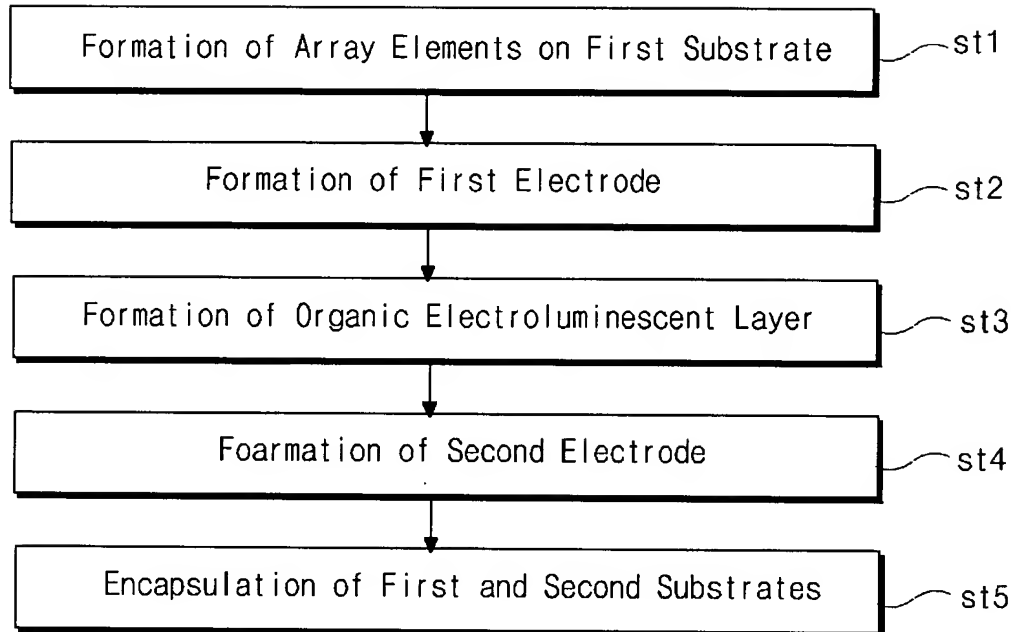 Formation of Array Elements on First Substrate st1
Formation of First Electrode st2
Formation of Organic Electroluminescent Layer st3
Foarmation of Second Electrode st4
Encapsulation of First and Second Substrates st5